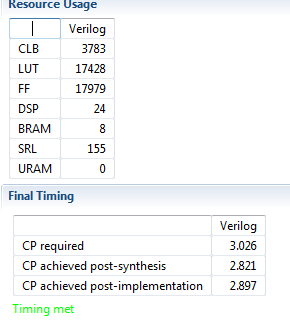 Resource Usage
Verilog
CLB 3783
LUT 17428
FF 17979
DSP 24
BRAM 8
SRL 155
URAM 0
Final Timing
Verilog
CP required 3.026
CP achieved post-synthesis 2.821
CP achieved post-implementation 2.897
Timing met